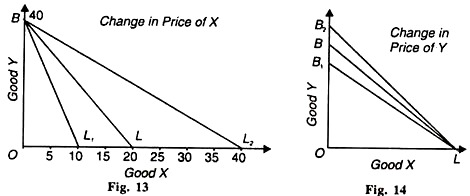 B 40
Change in Price of X
Good Y
L₁ L L₂
O 5 10 15 20 25 30 35 40
Good X
Fig. 13
Change in
Price of Y
B₂
B
B₁
Good Y
O Good X L
Fig. 14